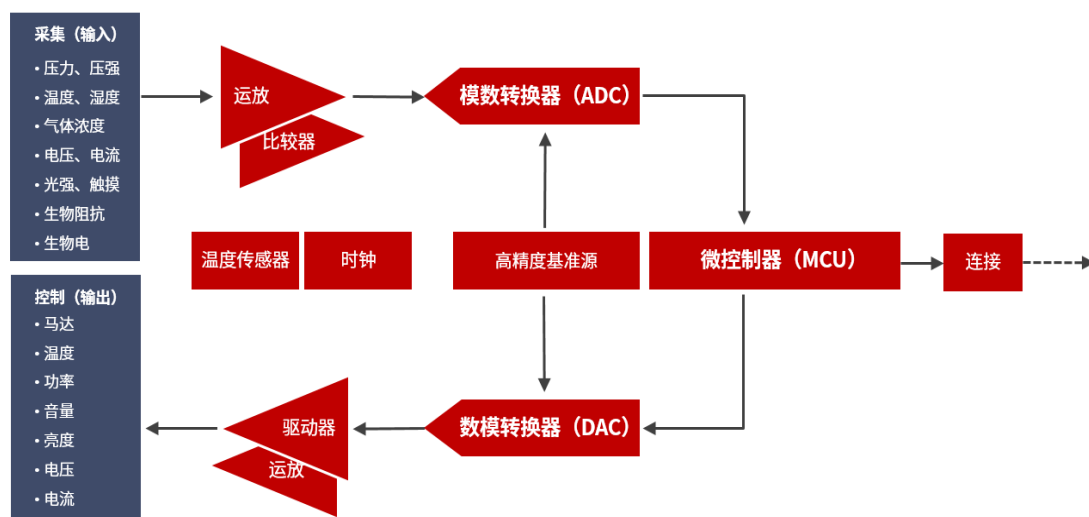 采集（输入）
• 压力、压强
• 温度、湿度
• 气体浓度
• 电压、电流
• 光强、触摸
• 生物阻抗
• 生物电
运放
比较器
模数转换器（ADC）
温度传感器
时钟
高精度基准源
微控制器（MCU）
连接
控制（输出）
• 马达
• 温度
• 功率
• 音量
• 亮度
• 电压
• 电流
驱动器
运放
数模转换器（DAC）